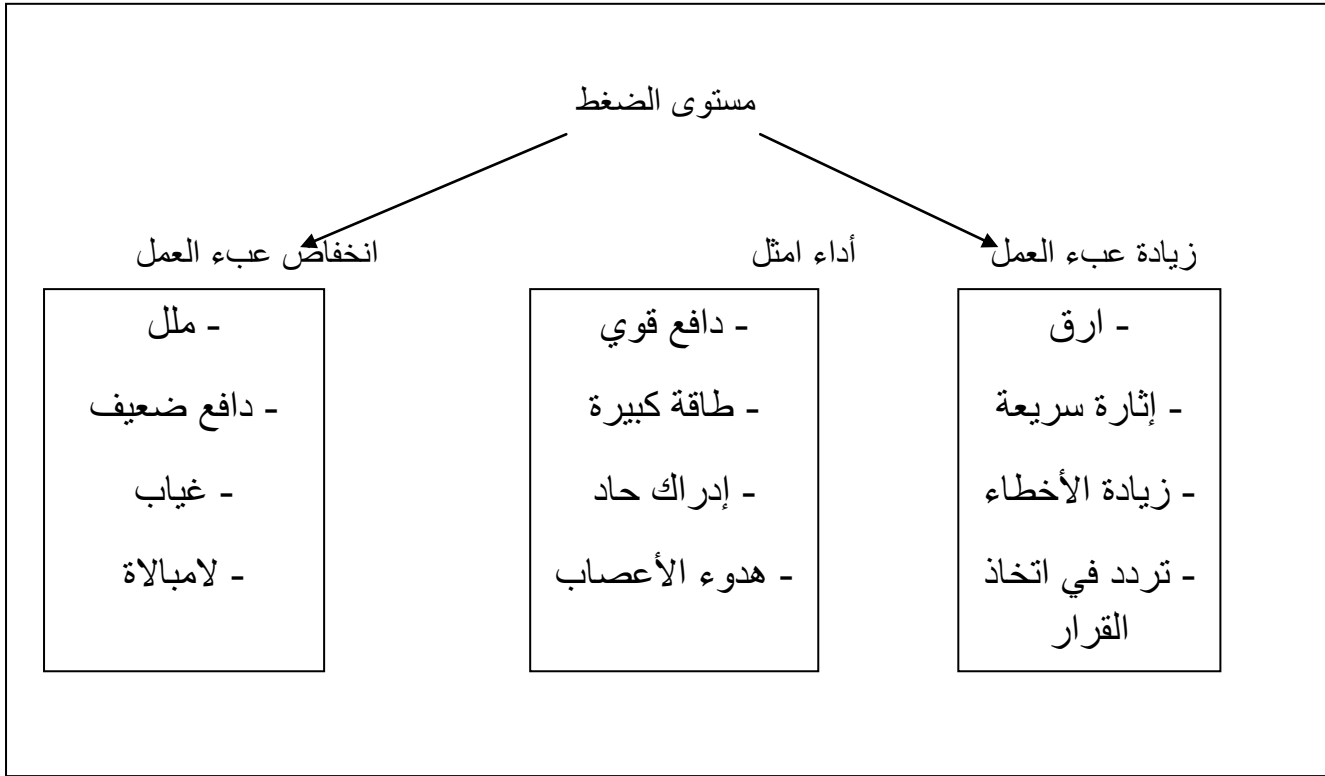 مستوى الضغط
زيادة عبء العمل
أداء امثل
انخفاض عبء العمل
- ارق
- إثارة سريعة
- زيادة الأخطاء
- تردد في اتخاذ
القرار
- دافع قوي
- طاقة كبيرة
- إدراك حاد
- هدوء الأعصاب
- ملل
- دافع ضعيف
- غياب
- لامبالاة